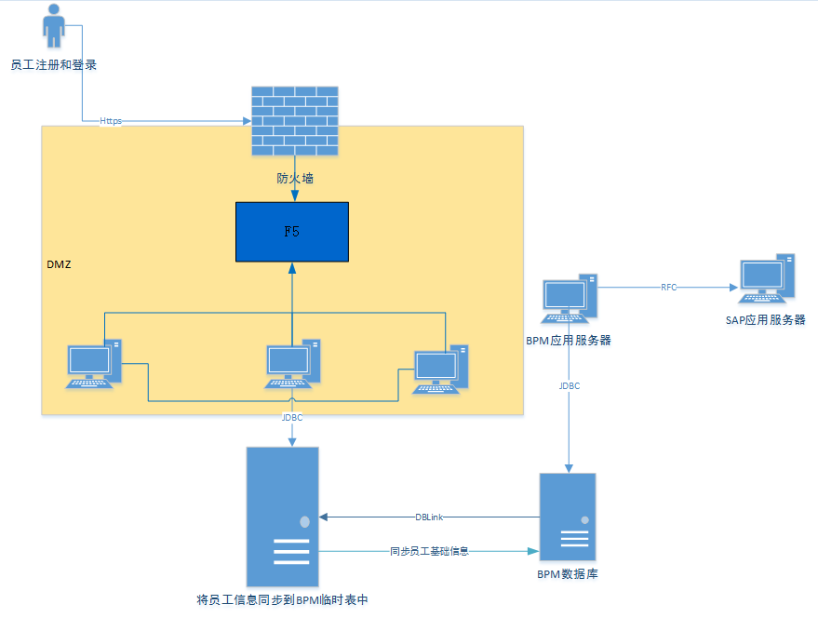 员工注册和登录
Https
防火墙
F5
DMZ
RFC
SAP应用服务器
BPM应用服务器
JDBC
JDBC
DBLink
同步员工基础信息
BPM数据库
将员工信息同步到BPM临时表中